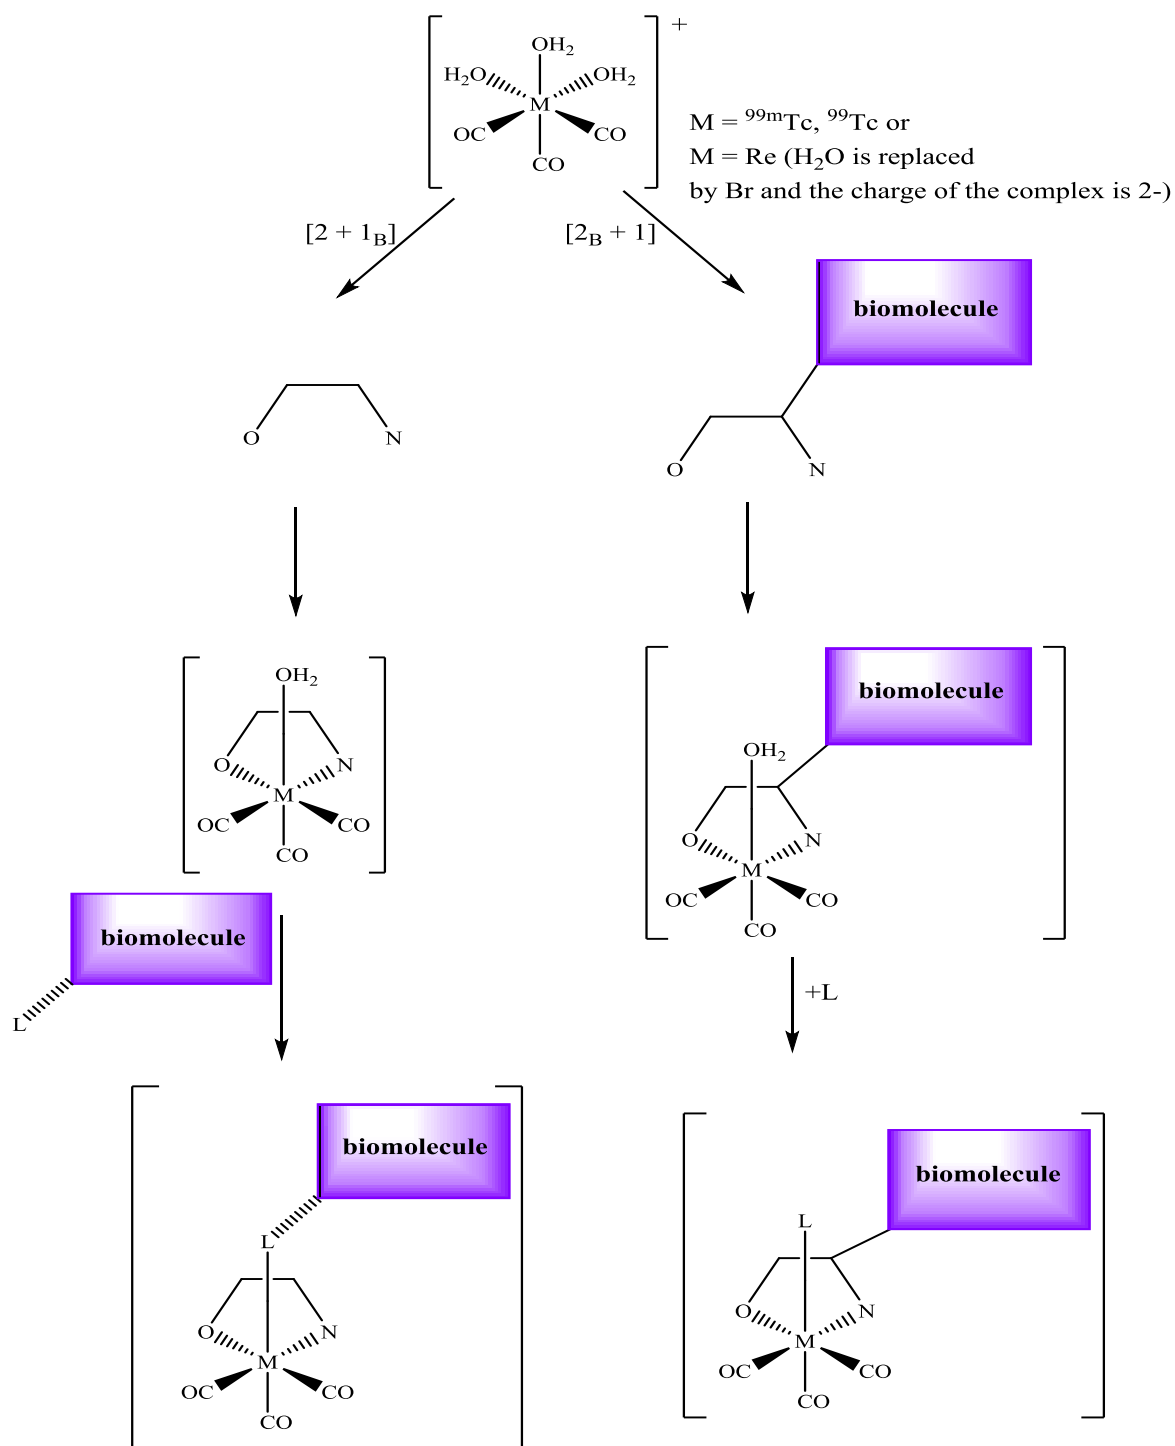 +
OH₂
H₂O
OH₂
M
OC
CO
CO
M = ⁹⁹ᵐTc, ⁹⁹Tc or
M = Re (H₂O is replaced
by Br and the charge of the complex is 2-)
[2 + 1_B]
[2_B + 1]
biomolecule
O
N
O
N
biomolecule
OH₂
O
N
M
OC
CO
CO
OH₂
O
N
M
OC
CO
CO
biomolecule
L
+L
biomolecule
L
O
N
M
OC
CO
CO
biomolecule
L
O
N
M
OC
CO
CO